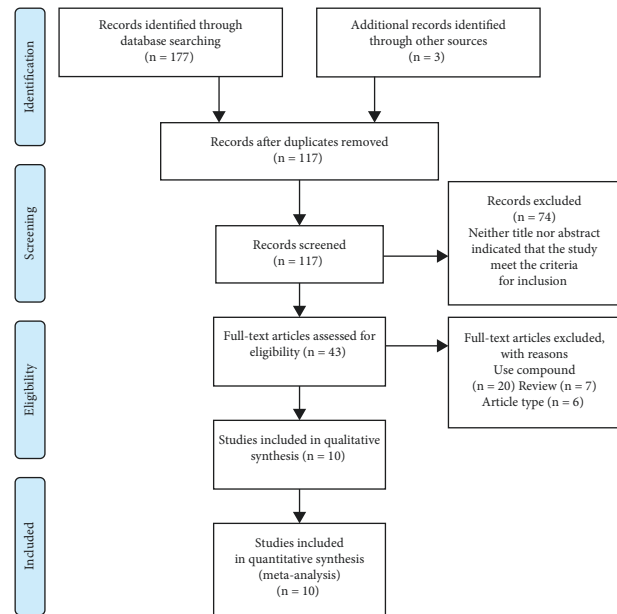 Identification
Records identified through
database searching
(n = 177)
Additional records identified
through other sources
(n = 3)
Records after duplicates removed
(n = 117)
Screening
Records screened
(n = 117)
Records excluded
(n = 74)
Neither title nor abstract
indicated that the study
meet the criteria
for inclusion
Eligibility
Full-text articles assessed for
eligibility (n = 43)
Full-text articles excluded,
with reasons
Use compound
(n = 20) Review (n = 7)
Article type (n = 6)
Studies included in qualitative
synthesis (n = 10)
Included
Studies included
in quantitative synthesis
(meta-analysis)
(n = 10)